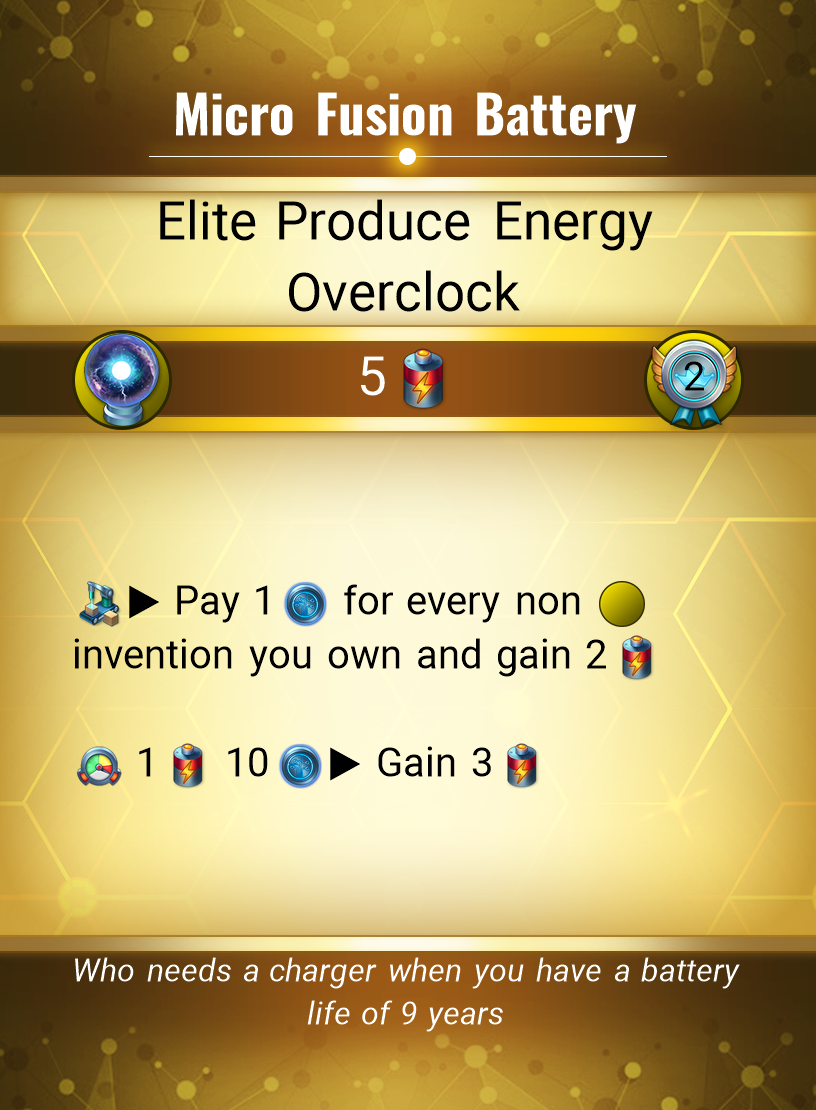 Micro Fusion Battery
Elite Produce Energy
Overclock
5
2
Pay 1 for every non
invention you own and gain 2
1 10 ▶ Gain 3
Who needs a charger when you have a battery
life of 9 years